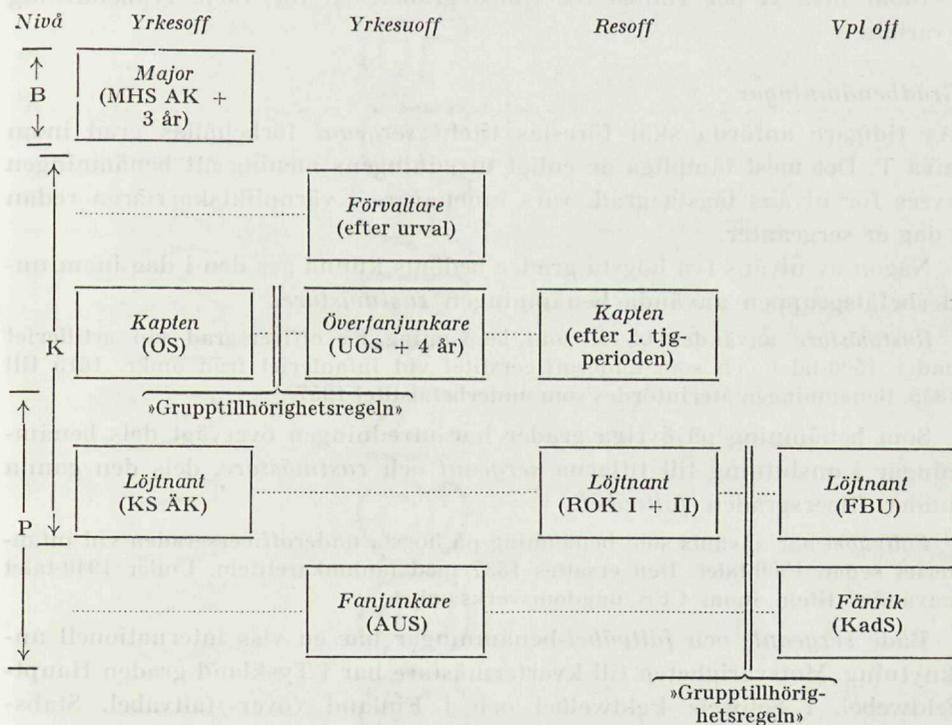 Nivå Yrkesoff Yrkesuoff Resoff Vpl off
B
Major
(MHS AK +
3 år)
Förvaltare
(efter urval)
K
Kapten
(OS)
Överfanjunkare
(UOS + 2 år)
Kapten
(efter 1. tjg-
perioden)
»Grupptillhörighetsregeln»
P
Löjtnant
(KS ÄK)
Löjtnant
(ROK I + II)
Löjtnant
(FBU)
Fanjunkare
(AUS)
Fänrik
(KadS)
»Grupptillhörig-
hetsregeln»